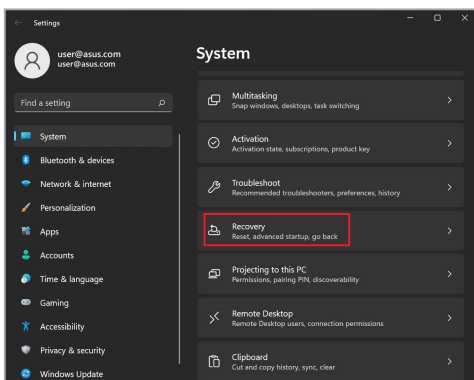 Settings
user@asus.com
user@asus.com
Find a setting
System
Bluetooth & devices
Network & internet
Personalization
Apps
Accounts
Time & language
Gaming
Accessibility
Privacy & security
Windows Update
System
Multitasking
Snap windows, desktops, task switching
Activation
Activation state, subscriptions, product key
Troubleshoot
Recommended troubleshooters, preferences, history
Recovery
Reset, advanced startup, go back
Projecting to this PC
Permissions, pairing PIN, discoverability
Remote Desktop
Remote Desktop users, connection permissions
Clipboard
Cut and copy history, sync, clear